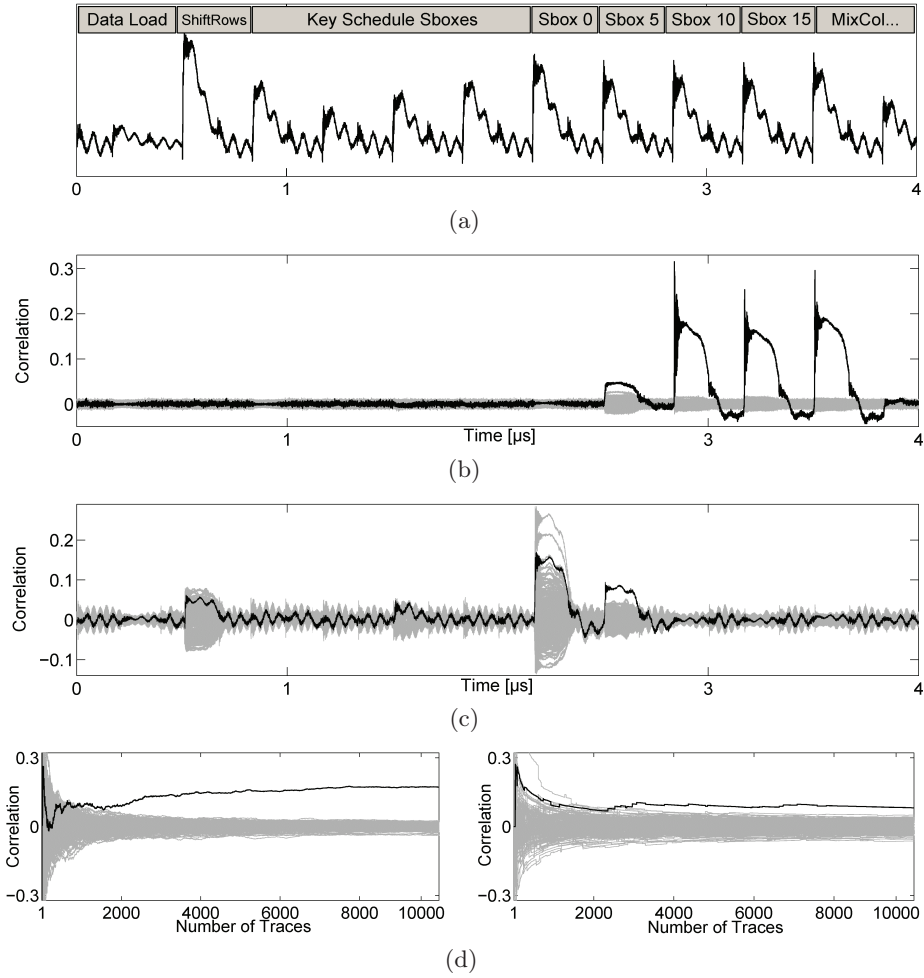 Data Load ShiftRows Key Schedule Sboxes Sbox 0 Sbox 5 Sbox 10 Sbox 15 MixCol...
0 1 3 4
(a)
0.3
0.2
0.1
0
Correlation
0 1 3 4
Time [µs]
(b)
0.2
0.1
0
−0.1
Correlation
0 1 3 4
Time [µs]
(c)
0.3
0
−0.3
Correlation
1 2000 4000 6000 8000 10000
Number of Traces
0.3
0
−0.3
Correlation
1 2000 4000 6000 8000 10000
Number of Traces
(d)